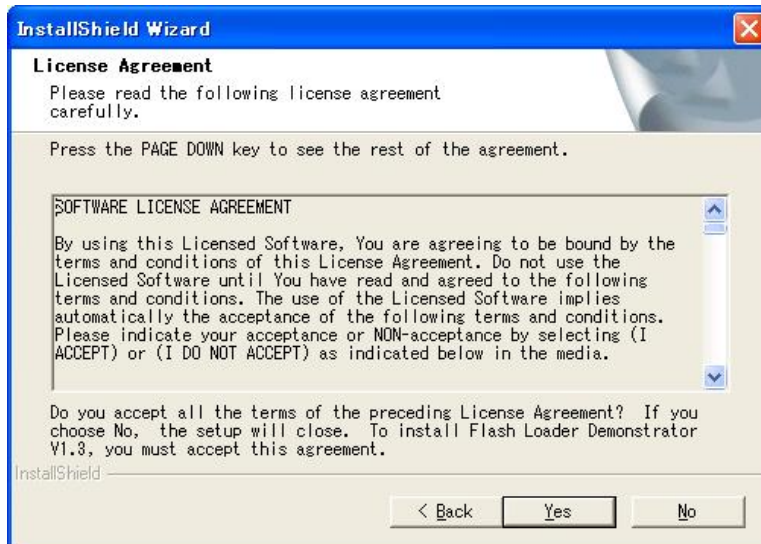 InstallShield Wizard
License Agreement
Please read the following license agreement
carefully.
Press the PAGE DOWN key to see the rest of the agreement.
SOFTWARE LICENSE AGREEMENT
By using this Licensed Software, You are agreeing to be bound by the
terms and conditions of this License Agreement. Do not use the
Licensed Software until You have read and agreed to the following
terms and conditions. The use of the Licensed Software implies
automatically the acceptance of the following terms and conditions.
Please indicate your acceptance or NON-acceptance by selecting (I
ACCEPT) or (I DO NOT ACCEPT) as indicated below in the media.
Do you accept all the terms of the preceding License Agreement?  If you
choose No,  the setup will close.  To install Flash Loader Demonstrator
V1.3, you must accept this agreement.
InstallShield
< Back
Yes
No